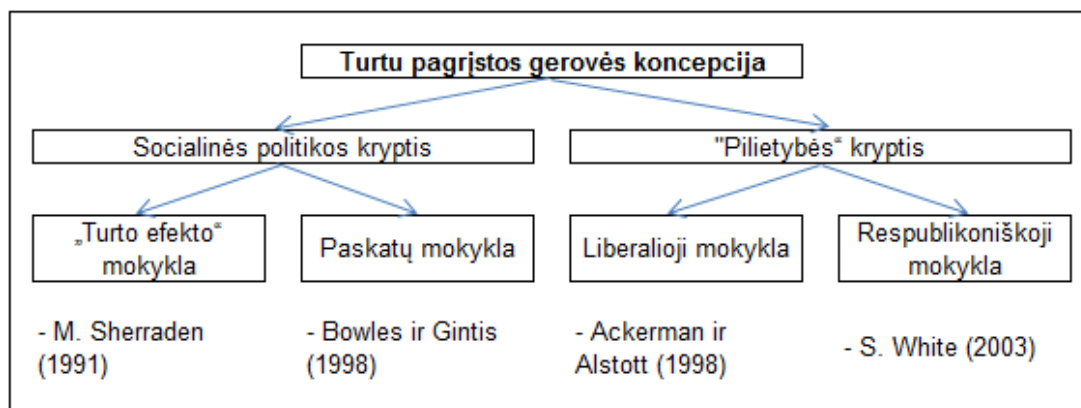 Turtu pagrįstos gerovės koncepcija
Socialinės politikos kryptis
"Pilietybės“ kryptis
„Turto efekto“
mokykla
Paskatų mokykla
Liberalioji mokykla
Respublikoniškoji
mokykla
- M. Sherraden
(1991)
- Bowles ir Gintis
(1998)
- Ackerman ir
Alstott (1998)
- S. White (2003)